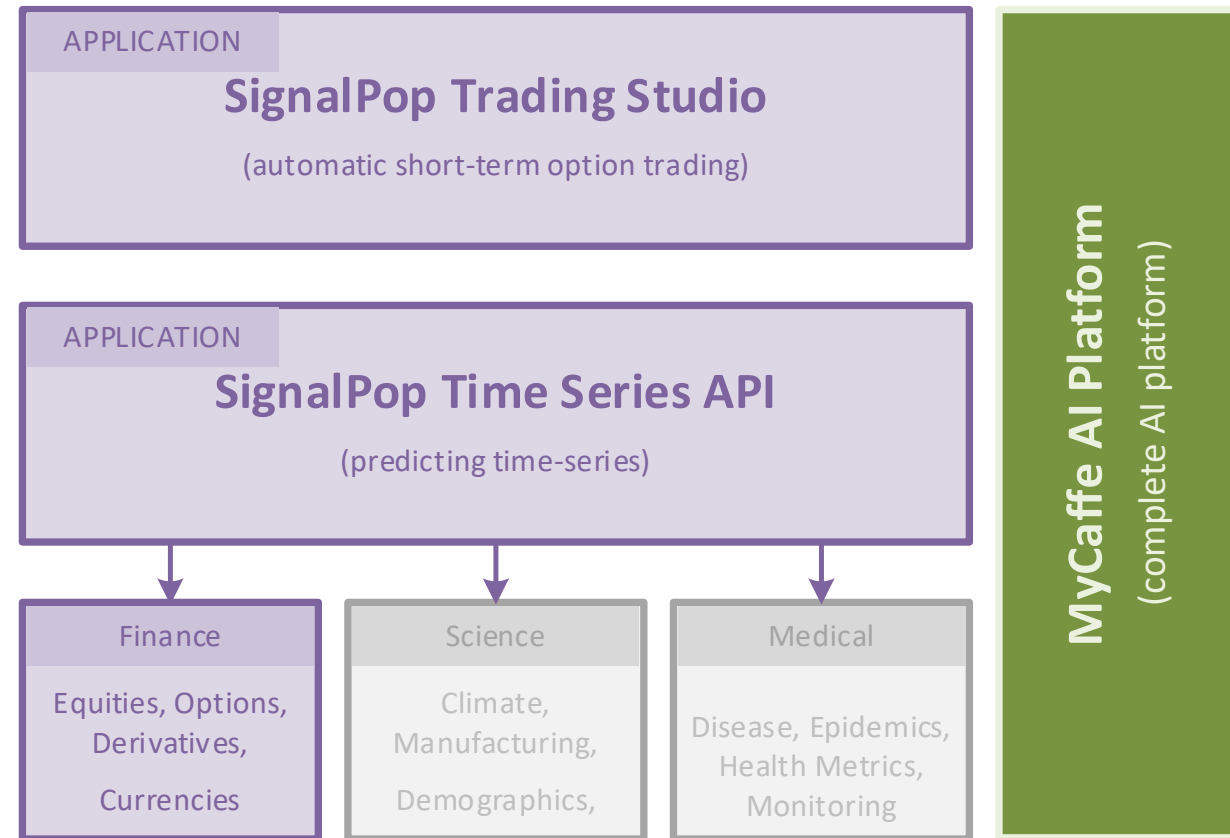 APPLICATION
SignalPop Trading Studio
(automatic short-term option trading)
APPLICATION
SignalPop Time Series API
(predicting time-series)
Finance
Equities, Options,
Derivatives,
Currencies
Science
Climate,
Manufacturing,
Demographics,
Medical
Disease, Epidemics,
Health Metrics,
Monitoring
MyCaffe AI Platform
(complete AI platform)